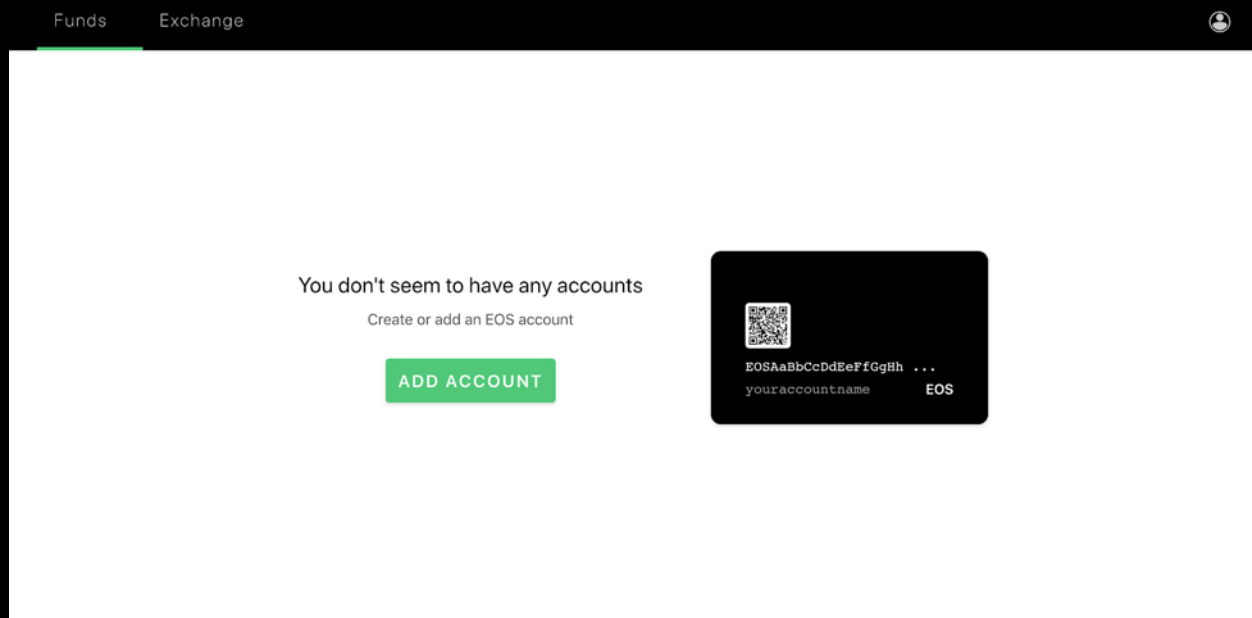 Funds Exchange
You don't seem to have any accounts
Create or add an EOS account
ADD ACCOUNT
EOSAaBbCcDdEeFfGgHh ...
youraccountname EOS